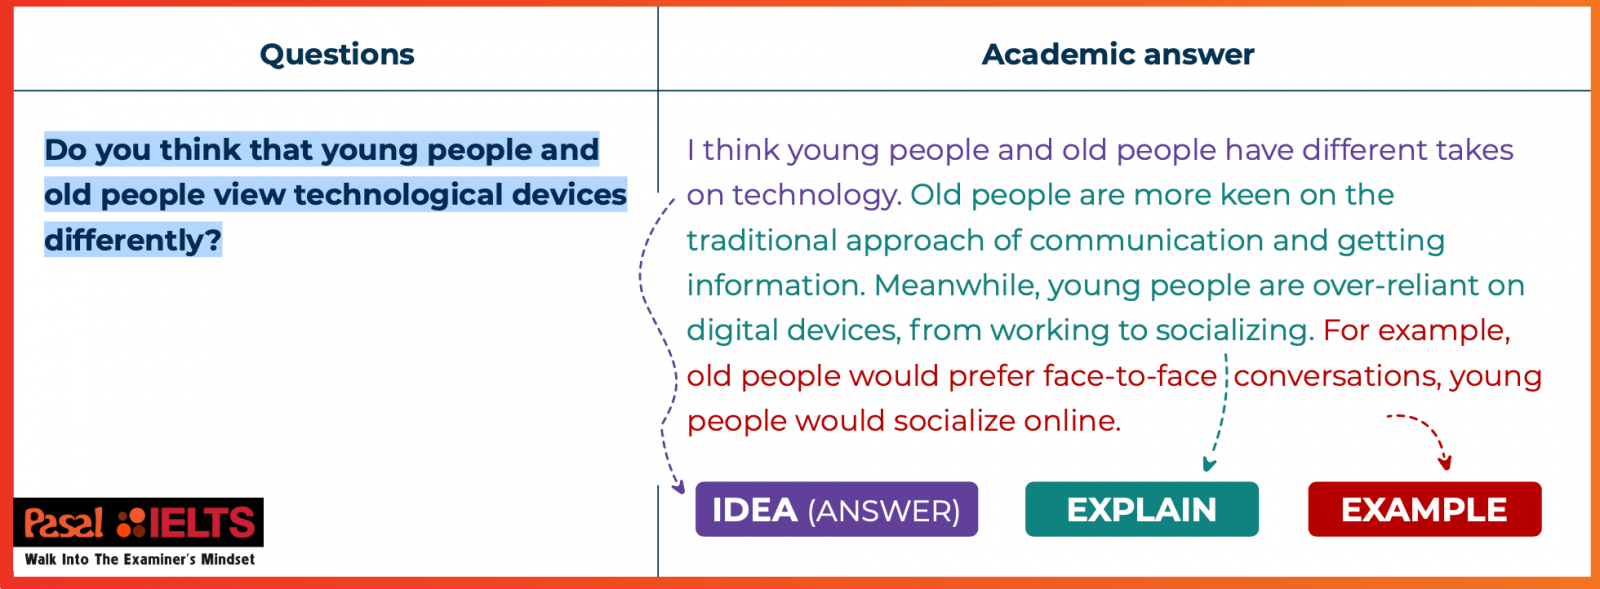 Questions
Academic answer
Do you think that young people and
old people view technological devices
differently?
I think young people and old people have different takes
on technology. Old people are more keen on the
traditional approach of communication and getting
information. Meanwhile, young people are over-reliant on
digital devices, from working to socializing. For example,
old people would prefer face-to-face conversations, young
people would socialize online.
IDEA (ANSWER)
EXPLAIN
EXAMPLE
Pasal IELTS
Walk Into The Examiner's Mindset